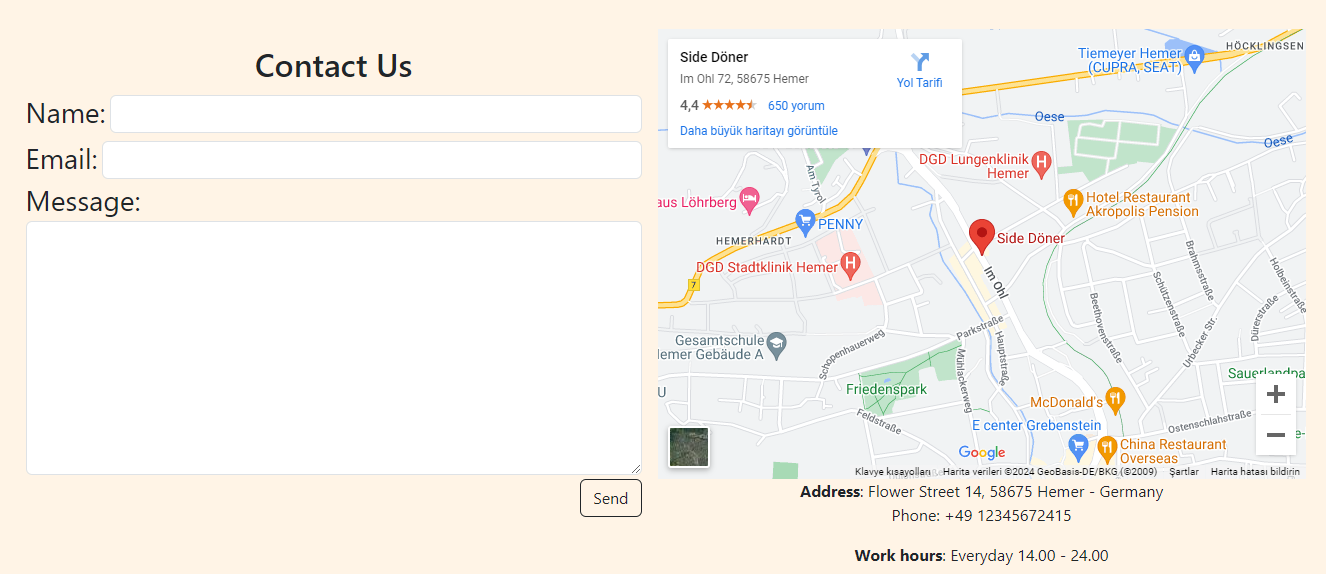 Contact Us
Name:
Email:
Message:
Send
Side Döner
Im Ohl 72, 58675 Hemer
4,4
650 yorum
Daha büyük haritayı görüntüle
Yol Tarifi
Tiemeyer Hemer
(CUPRA, SEAT)
HÖCKLINGSEN
Oese
Oese
DGD Lungenklinik
Hemer
Am Tyrol
aus Löhrberg
PENNY
Hotel Restaurant
Akropolis Pension
HEMERHARDT
Side Döner
DGD Stadtklinik Hemer
Im Ohl
7
Brahmsstraße
Holbeinstraße
Schützenstraße
Beethovenstraße
Dürerstraße
Urbecker Str.
Parkstraße
Hauptstraße
Gesamtschule
Hemer Gebäude A
Schopenhauerweg
Mühlackerweg
Friedenspark
Feldstraße
U
Sauerlandpa
McDonald's
Ostenschlahstraße
E center Grebenstein
China Restaurant
Overseas
Google
Klavye kısayolları
Harita verileri ©2024 GeoBasis-DE/BKG (©2009)
Şartlar
Harita hatası bildirin
Address: Flower Street 14, 58675 Hemer - Germany
Phone: +49 12345672415
Work hours: Everyday 14.00 - 24.00